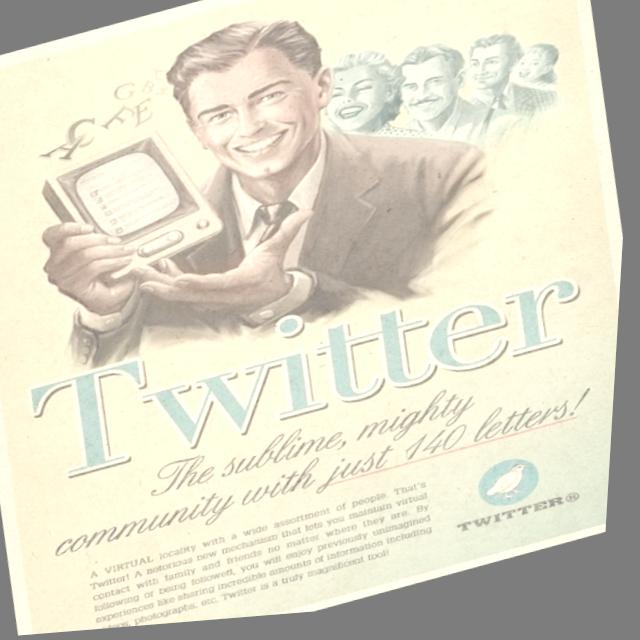 Twitter
The sublime, mighty
community with just 140 letters!
A VIRTUAL locality with a wide assortment of people. That's
Twitter! A notorious new mechanism that lets you maintain virtual
contact with family and friends no matter where they are. By
following or being followed, you will enjoy previously unimagined
experiences like sharing incredible amounts of information including
photographs, etc. Twitter is a truly magnificent tool!
TWITTER®